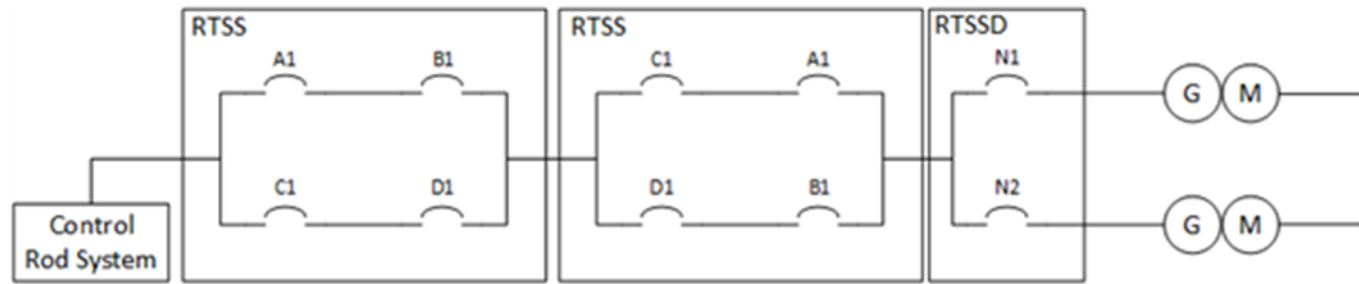 RTSS
A1
B1
C1
D1
RTSS
C1
A1
D1
B1
RTSSD
N1
N2
G
M
G
M
Control
Rod System